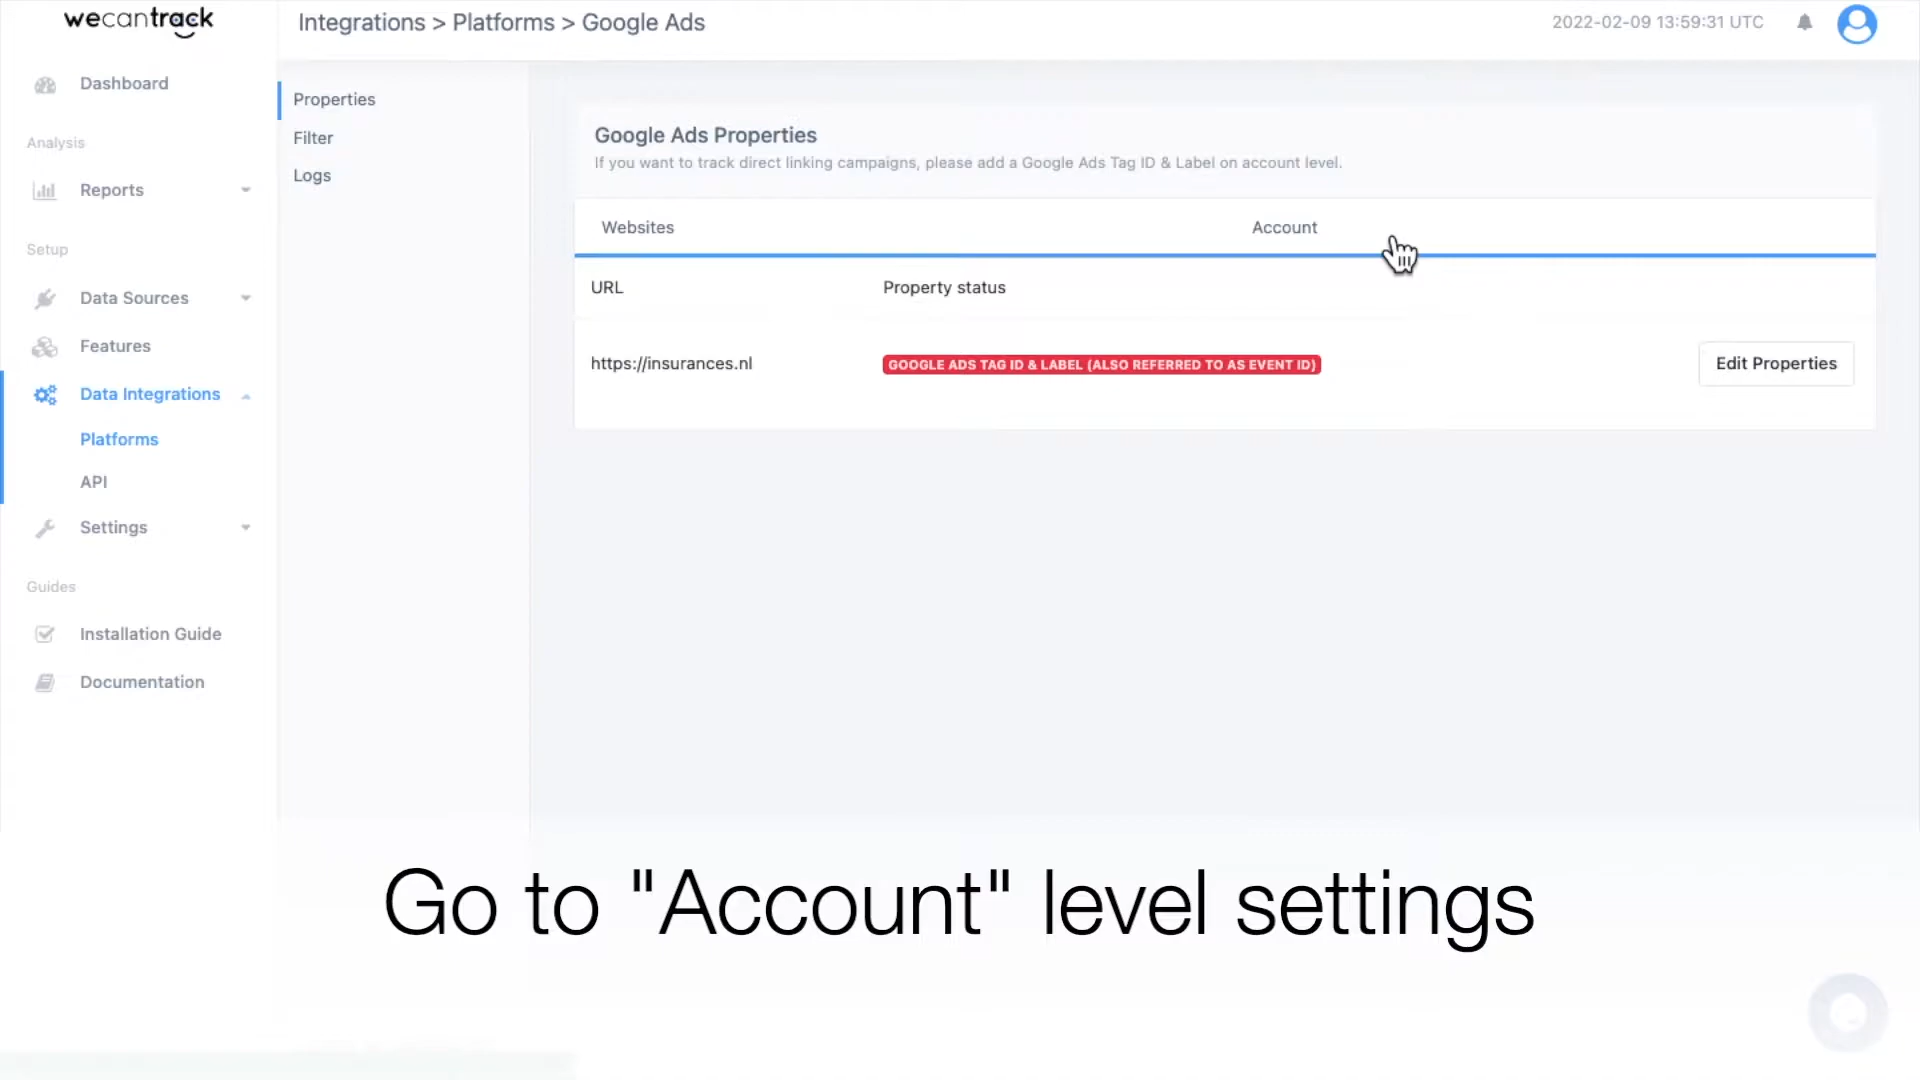 wecantrack
Integrations > Platforms > Google Ads
2022-02-09 13:59:31 UTC
Dashboard
Analysis
Reports
Setup
Data Sources
Features
Data Integrations
Platforms
API
Settings
Guides
Installation Guide
Documentation
Properties
Filter
Logs
Google Ads Properties
If you want to track direct linking campaigns, please add a Google Ads Tag ID & Label on account level.
Websites
Account
URL
Property status
https://insurances.nl
GOOGLE ADS TAG ID & LABEL (ALSO REFERRED TO AS EVENT ID)
Edit Properties
Go to "Account" level settings